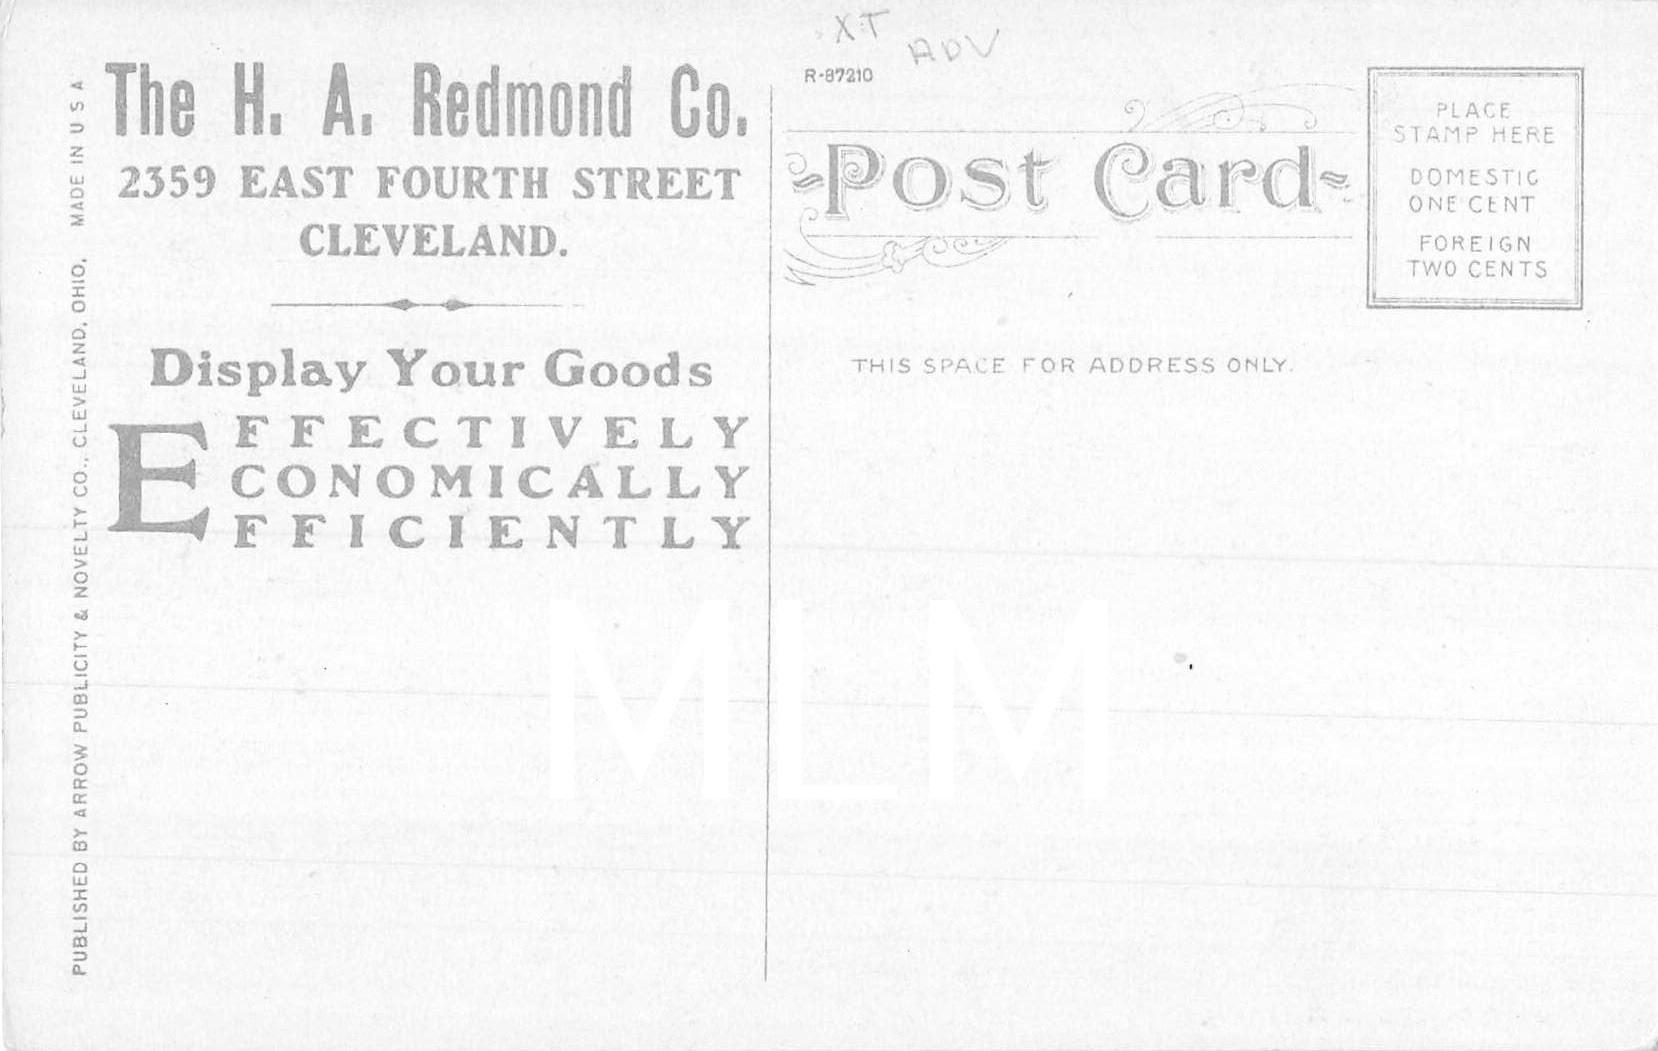 The H. A. Redmond Co.
2359 EAST FOURTH STREET
CLEVELAND.
Display Your Goods
EFFECTIVELY
ECONOMICALLY
EFFICIENTLY
PUBLISHED BY ARROW PUBLICITY & NOVELTY CO., CLEVELAND, OHIO. MADE IN U S A
XT
ADV
R-87210
Post Card
PLACE
STAMP HERE
DOMESTIC
ONE CENT
FOREIGN
TWO CENTS
THIS SPACE FOR ADDRESS ONLY.
MLM